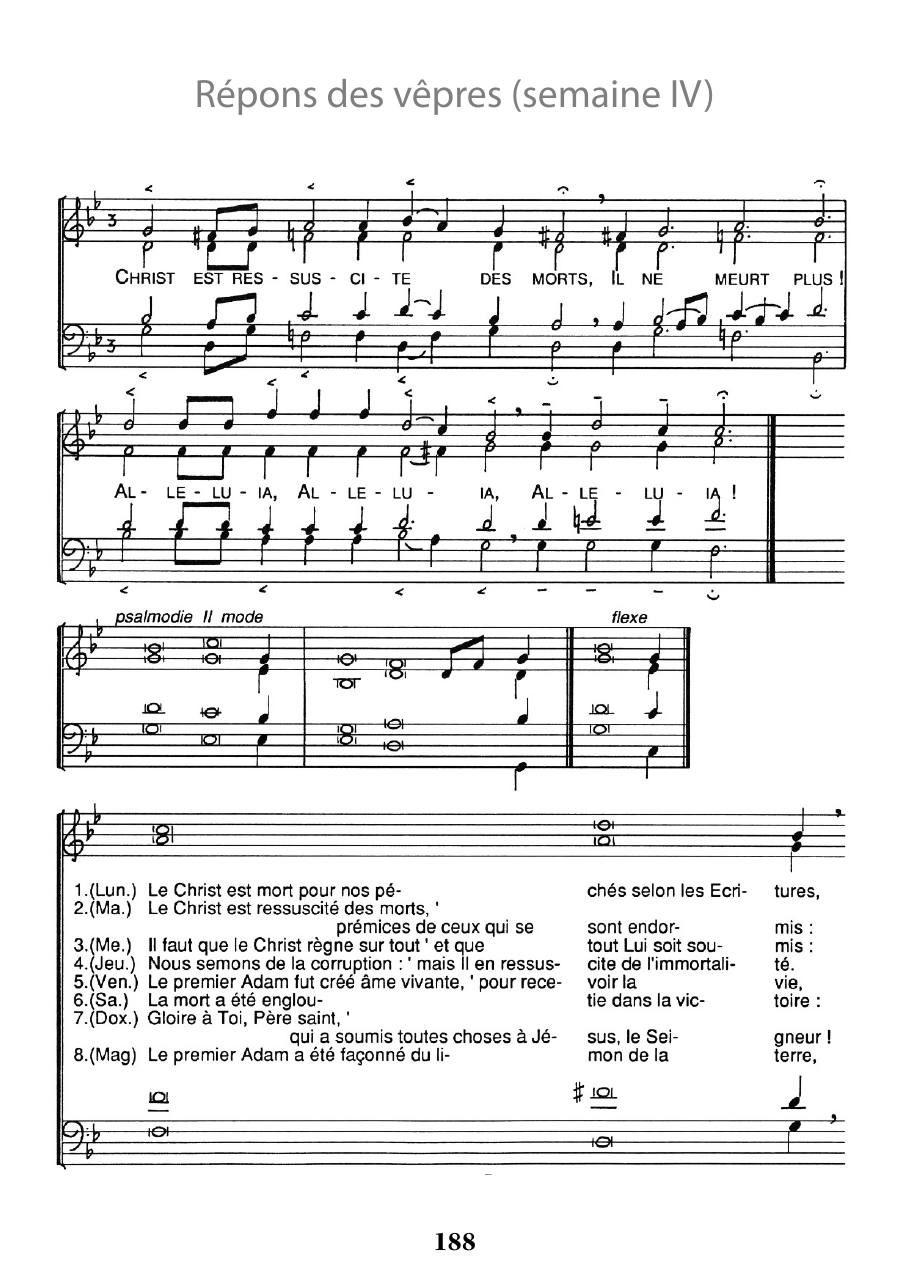 Répons des vêpres (semaine IV)
CHRIST EST RES - SUS - CI - TE DES MORTS, IL NE MEURT PLUS !
AL - LE - LU - IA, AL - LE - LU - IA, AL - LE - LU - IA !
psalmodie II mode flexe
1.(Lun.) Le Christ est mort pour nos pé- chés selon les Ecri- tures,
2.(Ma.) Le Christ est ressuscité des morts, '
prémices de ceux qui se sont endor- mis :
3.(Me.) Il faut que le Christ règne sur tout ' et que tout Lui soit sou- mis :
4.(Jeu.) Nous semons de la corruption : ' mais Il en ressus- cite de l'immortali- té.
5.(Ven.) Le premier Adam fut créé âme vivante, ' pour rece- voir la vie,
6.(Sa.) La mort a été englou- tie dans la vic- toire :
7.(Dox.) Gloire à Toi, Père saint, '
qui a soumis toutes choses à Jé- sus, le Sei- gneur !
8.(Mag) Le premier Adam a été façonné du li- mon de la terre,
188